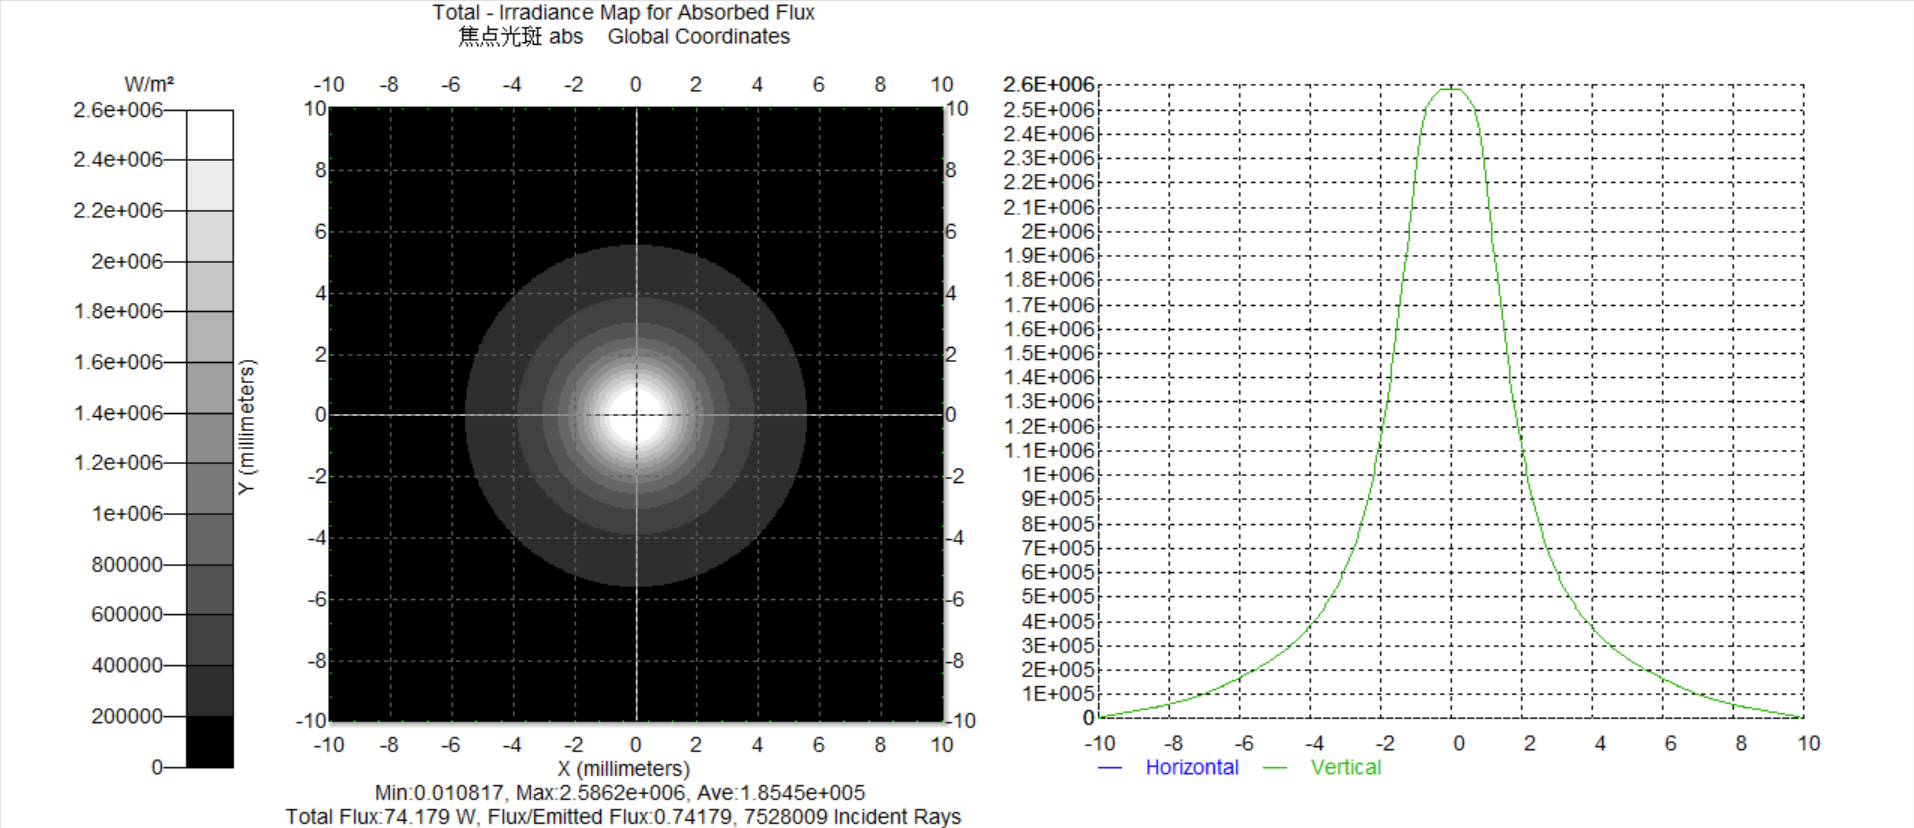 Total - Irradiance Map for Absorbed Flux
焦点光斑 abs    Global Coordinates
W/m²
2.6e+006
2.4e+006
2.2e+006
2e+006
1.8e+006
1.6e+006
1.4e+006
1.2e+006
1e+006
800000
600000
400000
200000
0
-10 -8 -6 -4 -2 0 2 4 6 8 10
10 8 6 4 2 0 -2 -4 -6 -8 -10
Y (millimeters)
10 8 6 4 2 0 -2 -4 -6 -8 -10
-10 -8 -6 -4 -2 0 2 4 6 8 10
X (millimeters)
Min:0.010817, Max:2.5862e+006, Ave:1.8545e+005
Total Flux:74.179 W, Flux/Emitted Flux:0.74179, 7528009 Incident Rays
2.6E+006
2.5E+006
2.4E+006
2.3E+006
2.2E+006
2.1E+006
2E+006
1.9E+006
1.8E+006
1.7E+006
1.6E+006
1.5E+006
1.4E+006
1.3E+006
1.2E+006
1.1E+006
1E+006
9E+005
8E+005
7E+005
6E+005
5E+005
4E+005
3E+005
2E+005
1E+005
0
-10 -8 -6 -4 -2 0 2 4 6 8 10
Horizontal Vertical